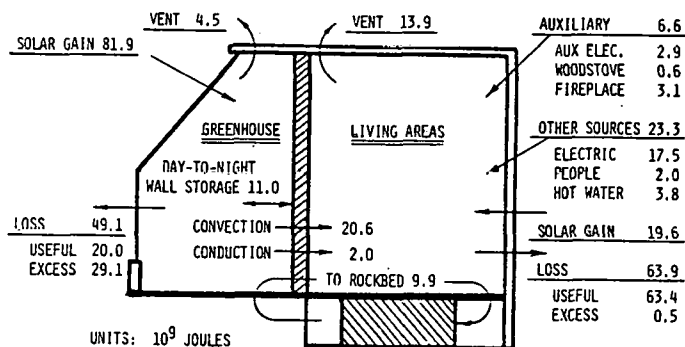 VENT 4.5
VENT 13.9
SOLAR GAIN 81.9
AUXILIARY 6.6
AUX ELEC. 2.9
WOODSTOVE 0.6
FIREPLACE 3.1
GREENHOUSE
LIVING AREAS
OTHER SOURCES 23.3
ELECTRIC 17.5
PEOPLE 2.0
HOT WATER 3.8
DAY-TO-NIGHT
WALL STORAGE 11.0
LOSS 49.1
USEFUL 20.0
EXCESS 29.1
CONVECTION 20.6
CONDUCTION 2.0
SOLAR GAIN 19.6
LOSS 63.9
USEFUL 63.4
EXCESS 0.5
TO ROCKBED 9.9
UNITS: 10⁹ JOULES